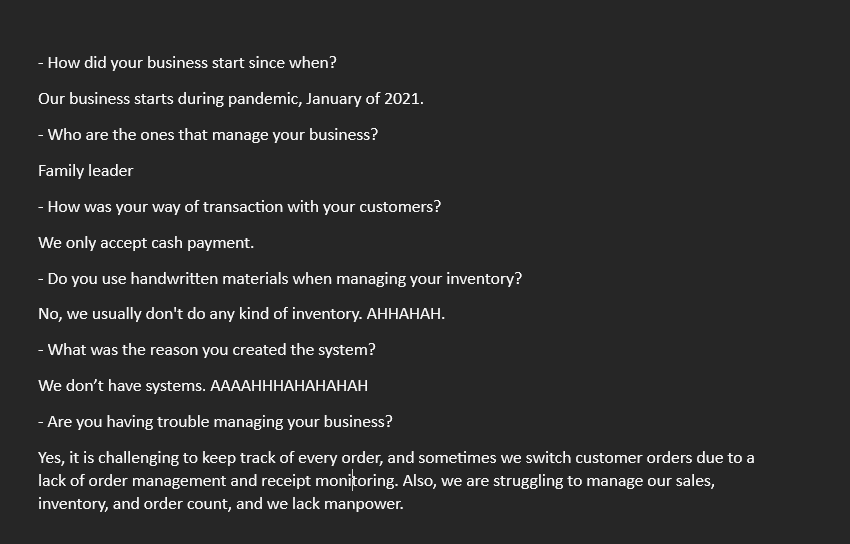 - How did your business start since when?
Our business starts during pandemic, January of 2021.
- Who are the ones that manage your business?
Family leader
- How was your way of transaction with your customers?
We only accept cash payment.
- Do you use handwritten materials when managing your inventory?
No, we usually don't do any kind of inventory. AHHAHAH.
- What was the reason you created the system?
We don’t have systems. AAAAHHHAHAHAHAH
- Are you having trouble managing your business?
Yes, it is challenging to keep track of every order, and sometimes we switch customer orders due to a
lack of order management and receipt monitoring. Also, we are struggling to manage our sales,
inventory, and order count, and we lack manpower.